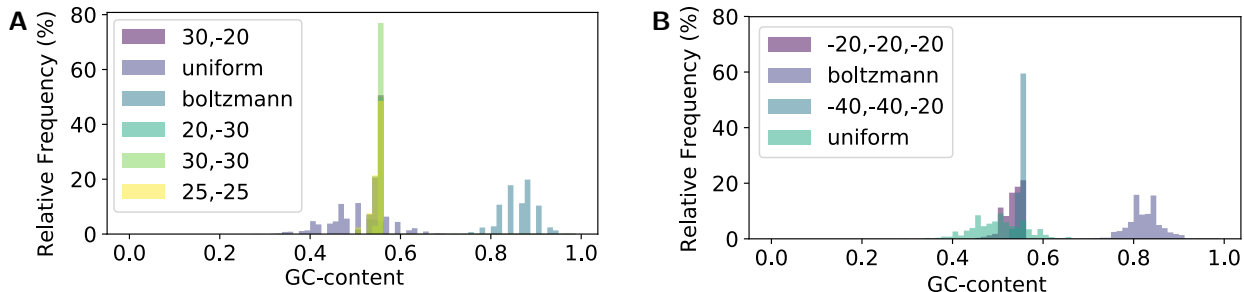 A
Relative Frequency (%)
80
60
40
20
0
30,-20
uniform
boltzmann
20,-30
30,-30
25,-25
0.0 0.2 0.4 0.6 0.8 1.0
GC-content
B
Relative Frequency (%)
80
60
40
20
0
-20,-20,-20
boltzmann
-40,-40,-20
uniform
0.0 0.2 0.4 0.6 0.8 1.0
GC-content